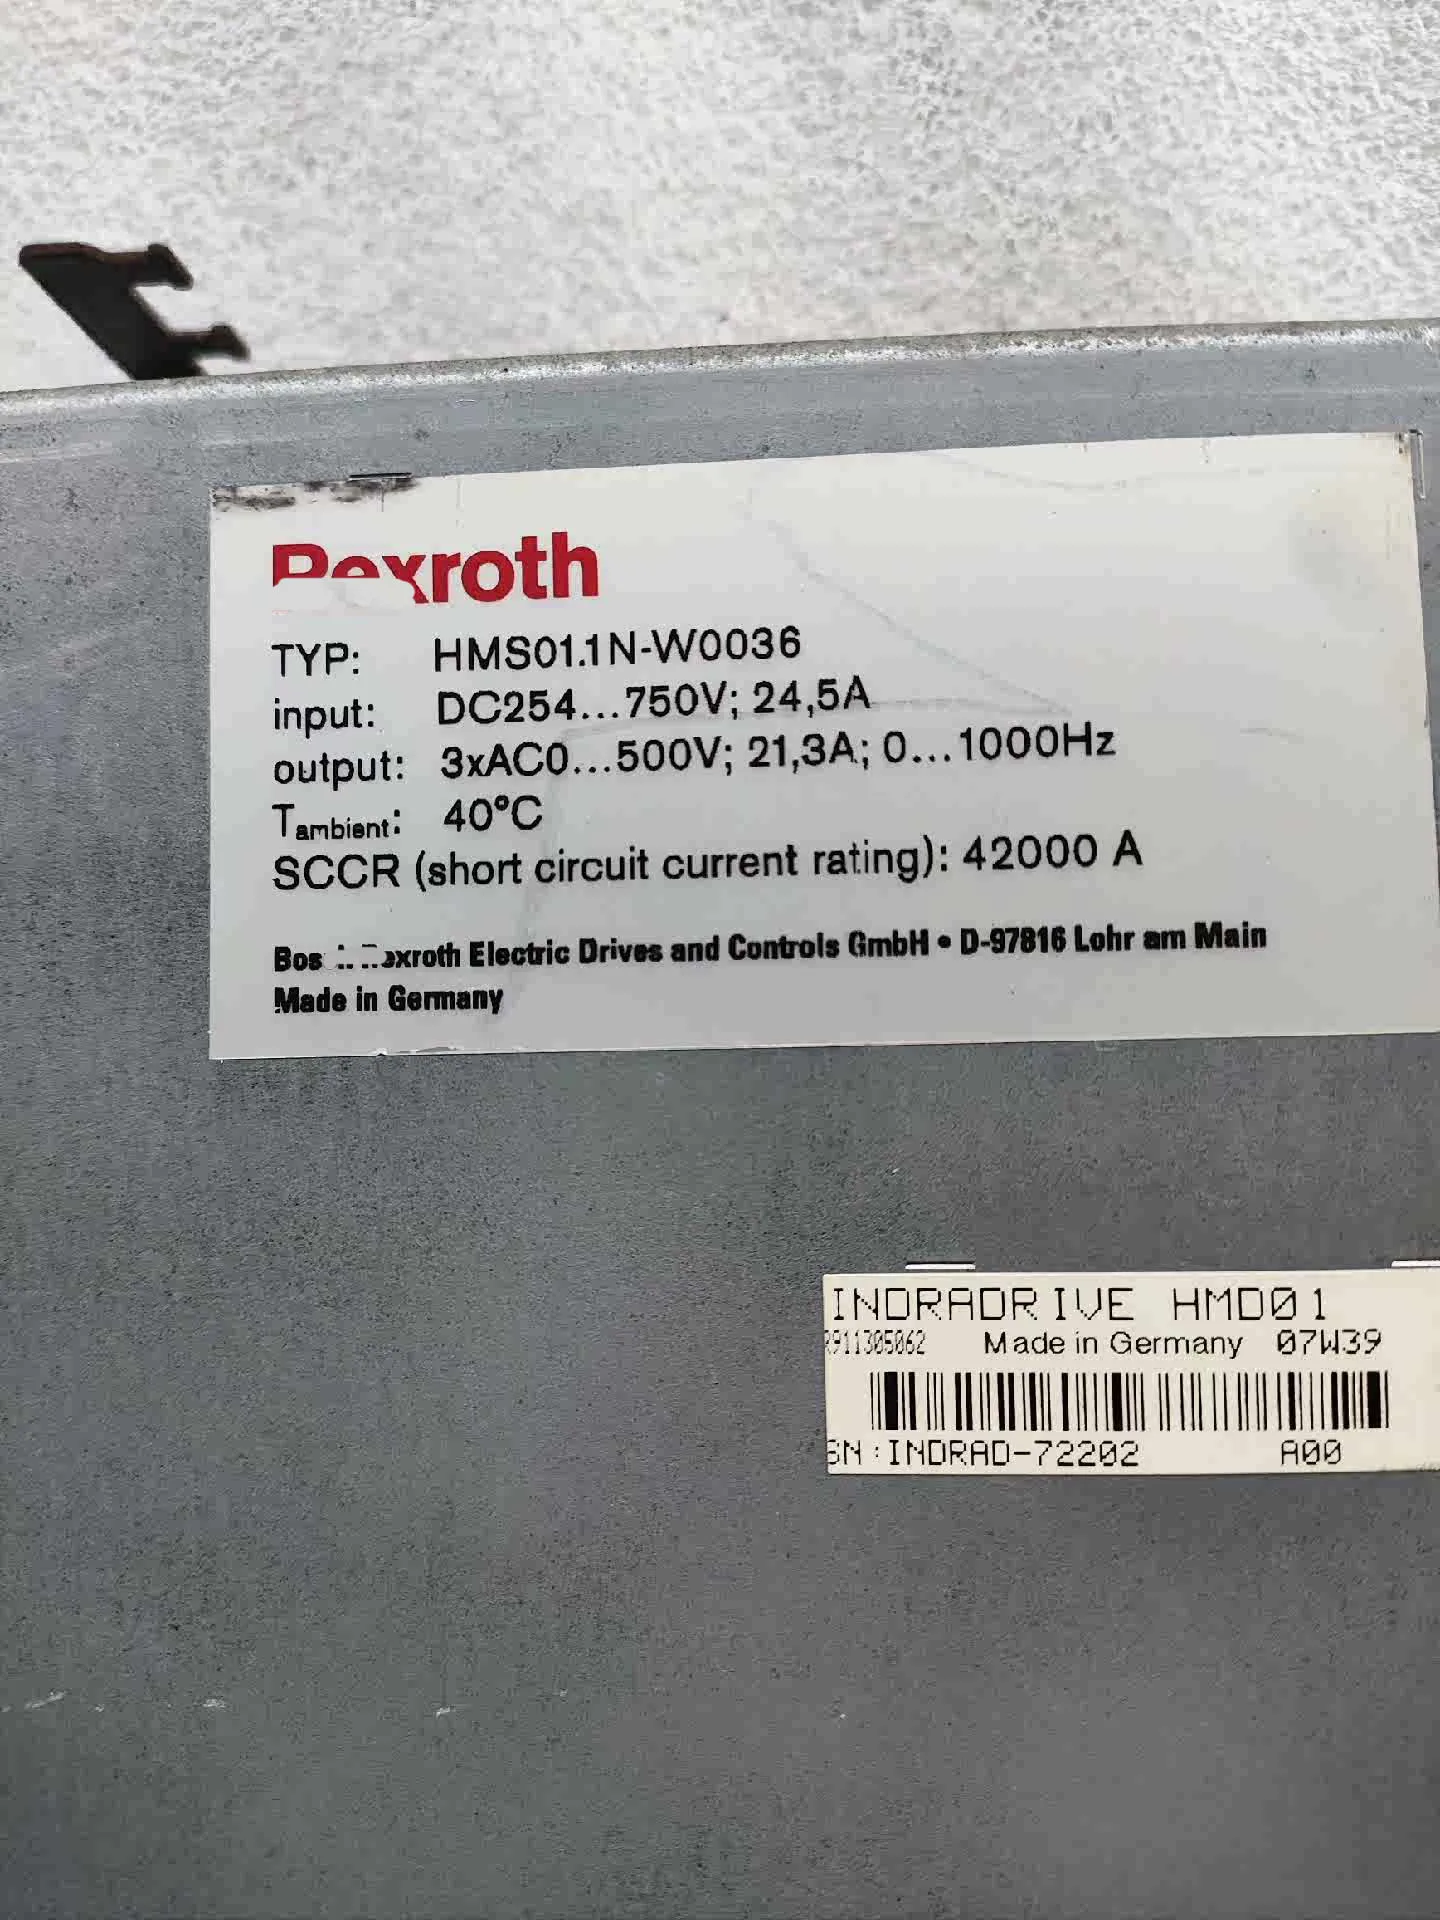 Rexroth
TYP: HMS01.1N-W0036
input: DC254...750V; 24,5A
output: 3xAC0...500V; 21,3A; 0...1000Hz
Tambient: 40°C
SCCR (short circuit current rating): 42000 A
Bosch Rexroth Electric Drives and Controls GmbH • D-97816 Lohr am Main
Made in Germany
INDRADRIVE HMD01
R911305062 Made in Germany 07W39
SN:INDRAD-72202 A00